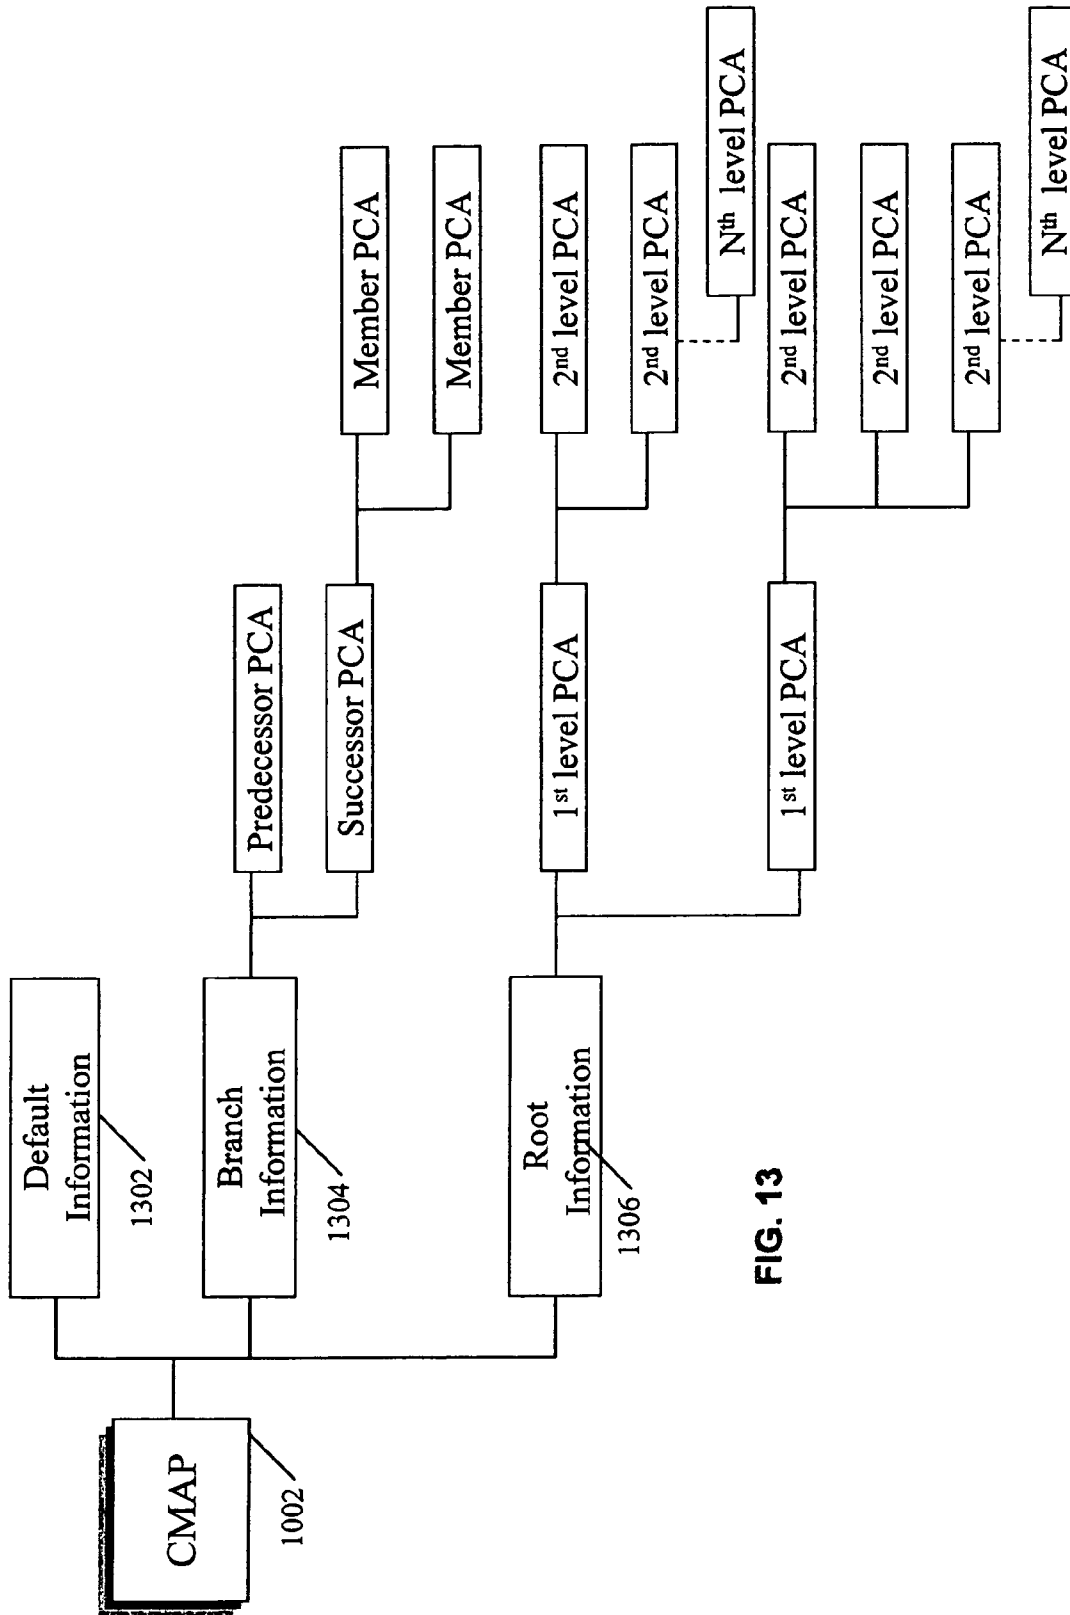 CMAP
1002
Default
Information
1302
Branch
Information
1304
Root
Information
1306
Predecessor PCA
Successor PCA
Member PCA
Member PCA
1st level PCA
2nd level PCA
2nd level PCA
Nth level PCA
1st level PCA
2nd level PCA
2nd level PCA
2nd level PCA
Nth level PCA
FIG. 13